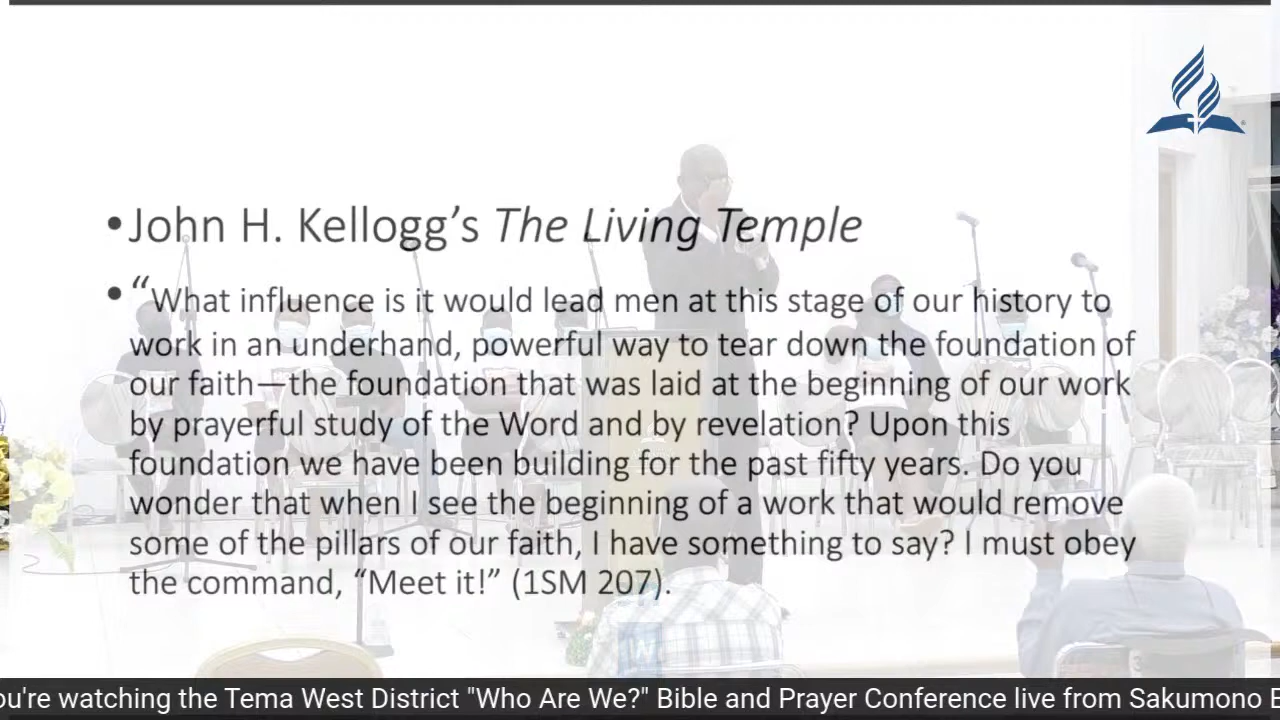 •John H. Kellogg's The Living Temple
•“What influence is it would lead men at this stage of our history to
work in an underhand, powerful way to tear down the foundation of
our faith—the foundation that was laid at the beginning of our work
by prayerful study of the Word and by revelation? Upon this
foundation we have been building for the past fifty years. Do you
wonder that when I see the beginning of a work that would remove
some of the pillars of our faith, I have something to say? I must obey
the command, “Meet it!” (1SM 207).
ou're watching the Tema West District "Who Are We?" Bible and Prayer Conference live from Sakumono E